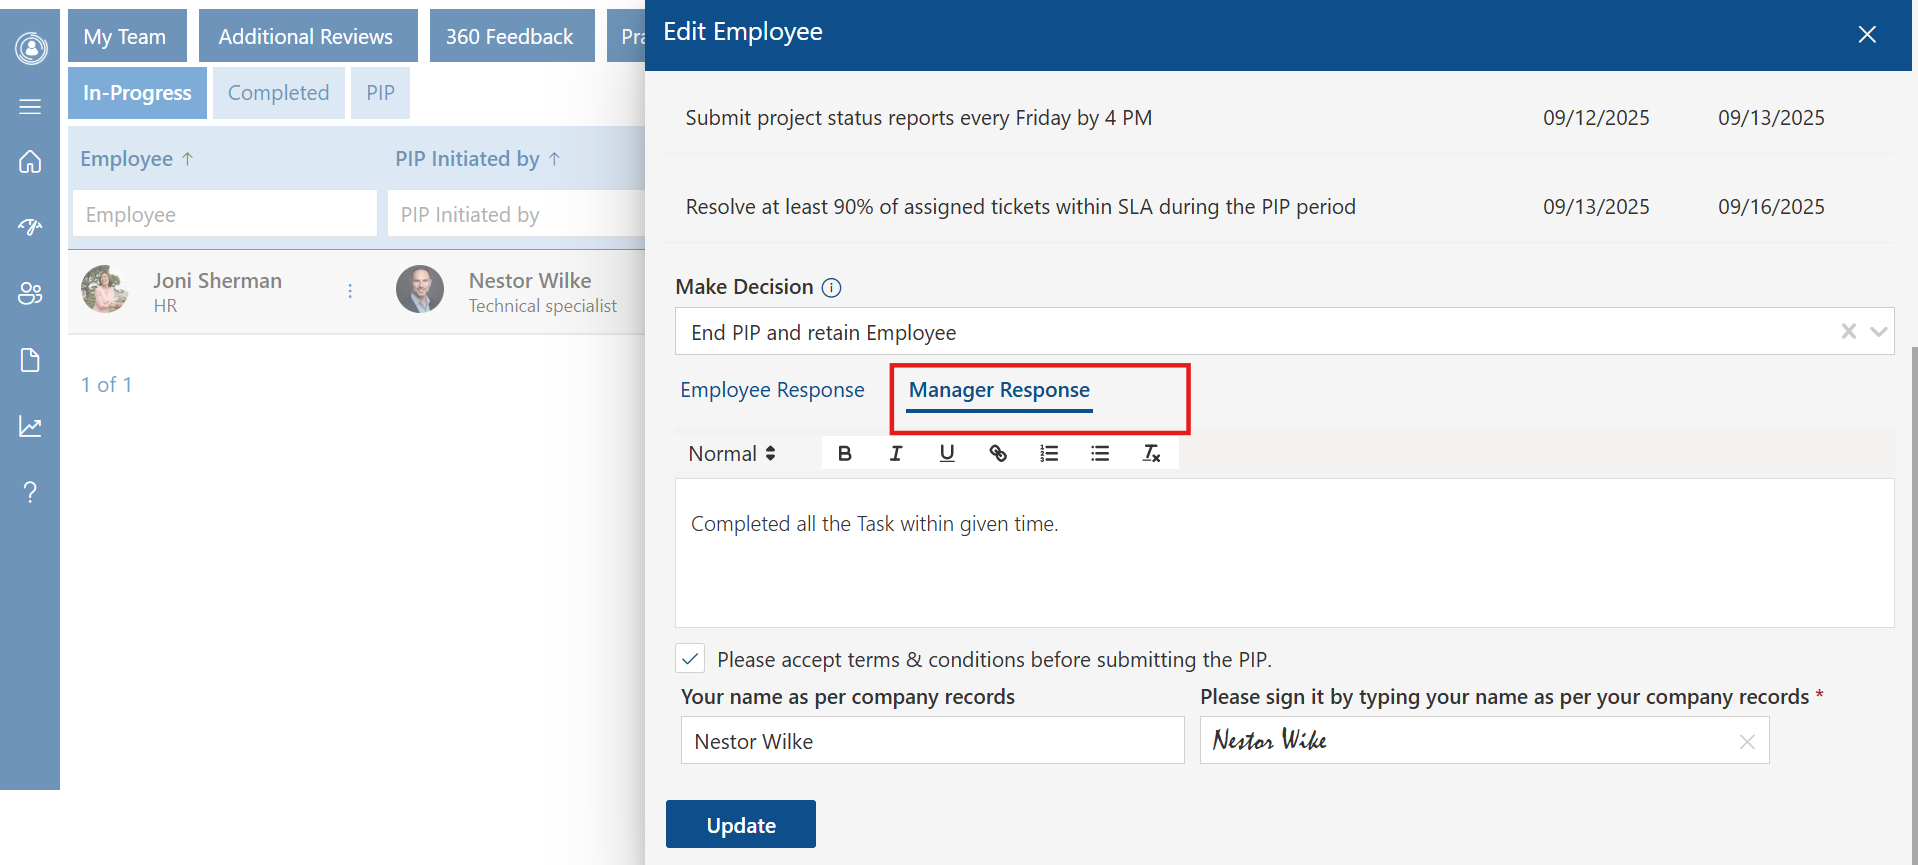 My Team
Additional Reviews
360 Feedback
Edit Employee
In-Progress
Completed
PIP
Submit project status reports every Friday by 4 PM 09/12/2025 09/13/2025
Employee ↑ PIP Initiated by ↑
Employee
PIP Initiated by
Resolve at least 90% of assigned tickets within SLA during the PIP period 09/13/2025 09/16/2025
Joni Sherman
HR
Nestor Wilke
Technical specialist
1 of 1
Make Decision
End PIP and retain Employee
Employee Response
Manager Response
Normal
Completed all the Task within given time.
Please accept terms & conditions before submitting the PIP.
Your name as per company records
Nestor Wilke
Please sign it by typing your name as per your company records *
Nestor Wike
Update